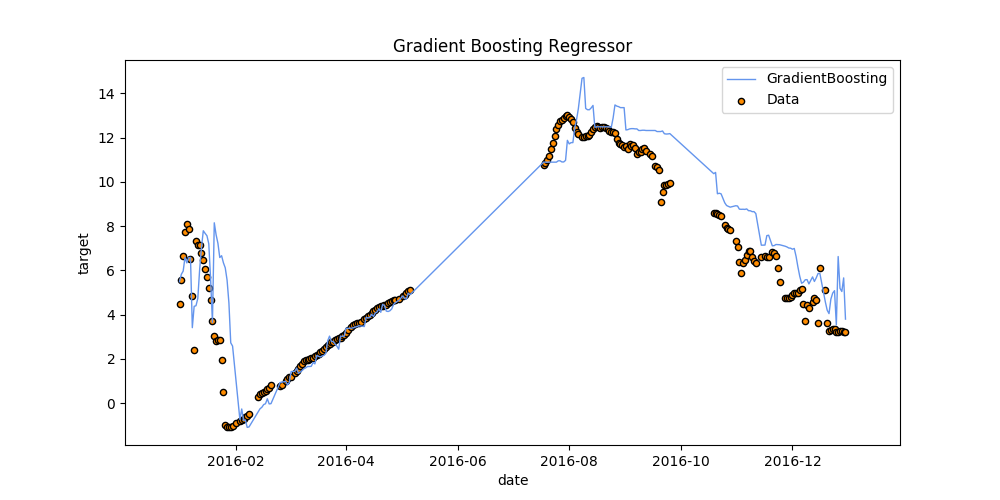 Gradient Boosting Regressor
GradientBoosting
Data
14
12
10
8
6
4
2
0
target
2016-02
2016-04
2016-06
2016-08
2016-10
2016-12
date